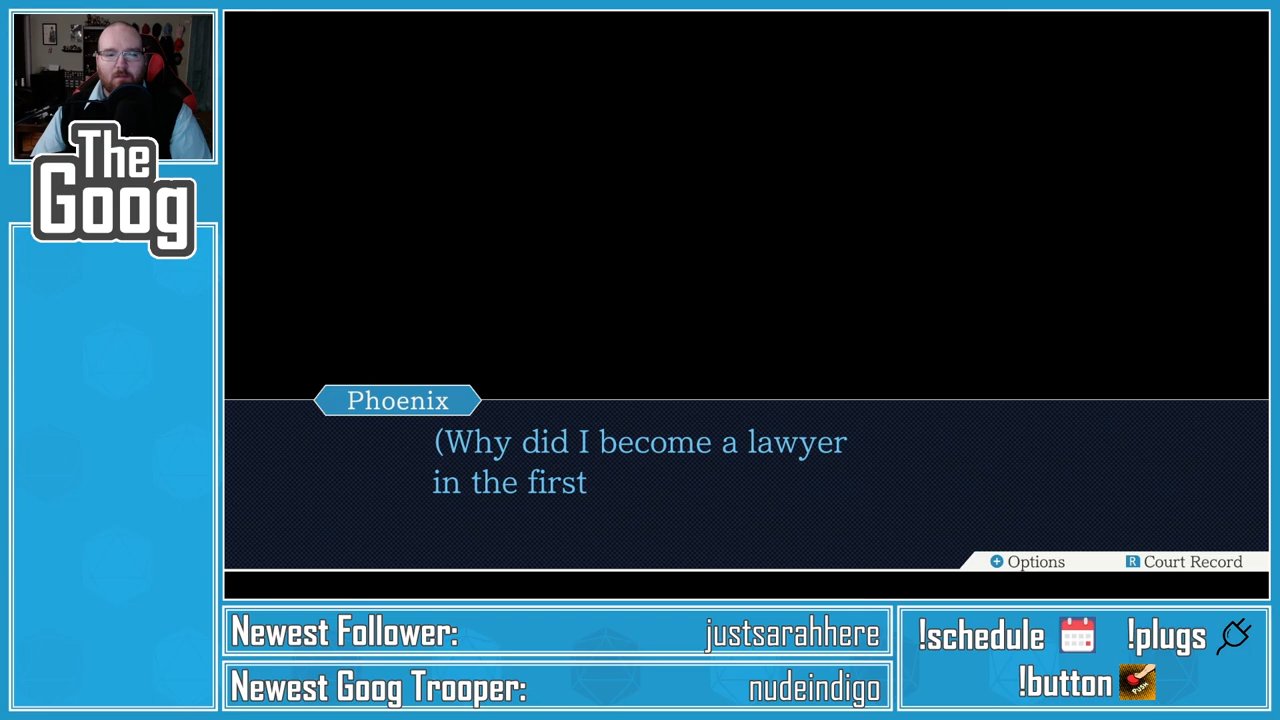 The
Goog
Phoenix
(Why did I become a lawyer
in the first
Options
R Court Record
Newest Follower: justsarahhere
Newest Goog Trooper: nudeindigo
!schedule !plugs
!button PUSH